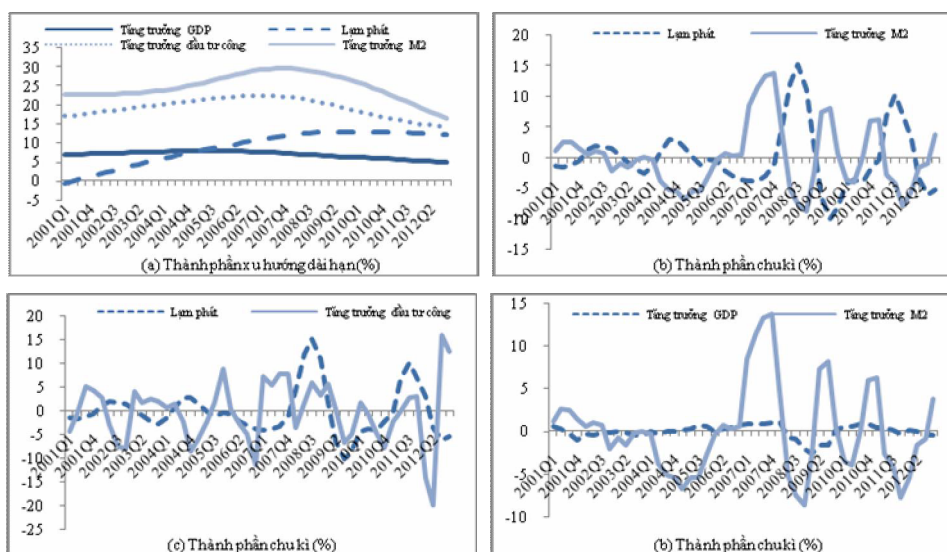 Tăng trưởng GDP
Lạm phát
Tăng trưởng đầu tư công
Tăng trưởng M2
35
30
25
20
15
10
5
0
-5
2001Q1
2001Q4
2002Q3
2003Q2
2004Q1
2004Q4
2005Q3
2006Q2
2007Q1
2007Q4
2008Q3
2009Q2
2010Q1
2010Q4
2011Q3
2012Q2
(a) Thành phần xu hướng dài hạn (%)
Lạm phát
Tăng trưởng M2
20
15
10
5
0
-5
-10
-15
2001Q1
2001Q4
2002Q3
2003Q2
2004Q1
2004Q4
2005Q3
2006Q2
2007Q1
2007Q4
2008Q3
2009Q2
2010Q1
2010Q4
2011Q3
2012Q2
(b) Thành phần chu kì (%)
Lạm phát
Tăng trưởng đầu tư công
20
15
10
5
0
-5
-10
-15
-20
-25
2001Q1
2001Q4
2002Q3
2003Q2
2004Q1
2004Q4
2005Q3
2006Q2
2007Q1
2007Q4
2008Q3
2009Q2
2010Q1
2010Q4
2011Q3
2012Q2
(c) Thành phần chu kì (%)
Tăng trưởng GDP
Tăng trưởng M2
15
10
5
0
-5
-10
2001Q1
2001Q4
2002Q3
2003Q2
2004Q1
2004Q4
2005Q3
2006Q2
2007Q1
2007Q4
2008Q3
2009Q2
2010Q1
2010Q4
2011Q3
2012Q2
(b) Thành phần chu kì (%)